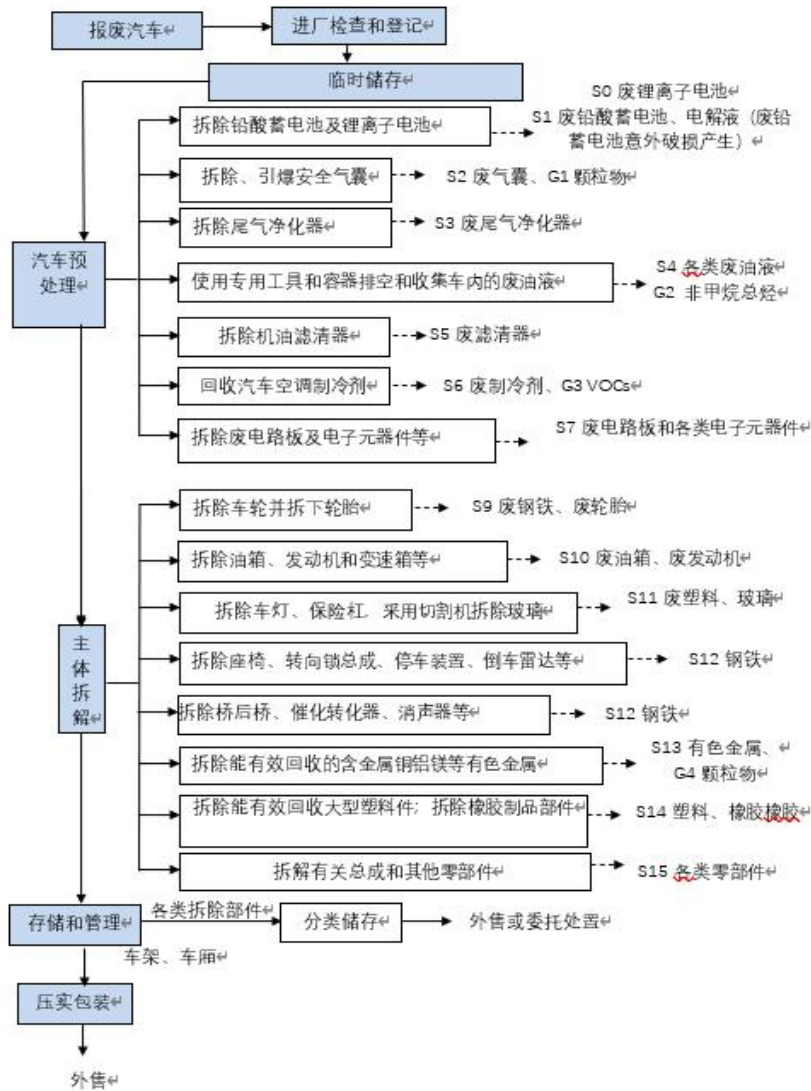 报废汽车
进厂检查和登记
临时储存
S0 废锂离子电池
拆除铅酸蓄电池及锂离子电池
S1 废铅酸蓄电池、电解液（废铅
蓄电池意外破损产生）
拆除、引爆安全气囊
S2 废气囊、G1 颗粒物
拆除尾气净化器
S3 废尾气净化器
汽车预
处理
使用专用工具和容器排空和收集车内的废油液
S4 各类废油液
G2 非甲烷总烃
拆除机油滤清器
S5 废滤清器
回收汽车空调制冷剂
S6 废制冷剂、G3 VOCs
拆除废电路板及电子元器件等
S7 废电路板和各类电子元器件
拆除车轮并拆下轮胎
S9 废钢铁、废轮胎
拆除油箱、发动机和变速箱等
S10 废油箱、废发动机
拆除车灯、保险杠，采用切割机拆除玻璃
S11 废塑料、玻璃
主
体
拆
解
拆除座椅、转向锁总成、停车装置、倒车雷达等
S12 钢铁
拆除桥后桥、催化转化器、消声器等
S12 钢铁
拆除能有效回收的含金属铜铝镁等有色金属
S13 有色金属、
G4 颗粒物
拆除能有效回收大型塑料件；拆除橡胶制品部件
S14 塑料、橡胶橡胶
拆解有关总成和其他零部件
S15 各类零部件
存储和管理
各类拆除部件
分类储存
外售或委托处置
车架、车厢
压实包装
外售